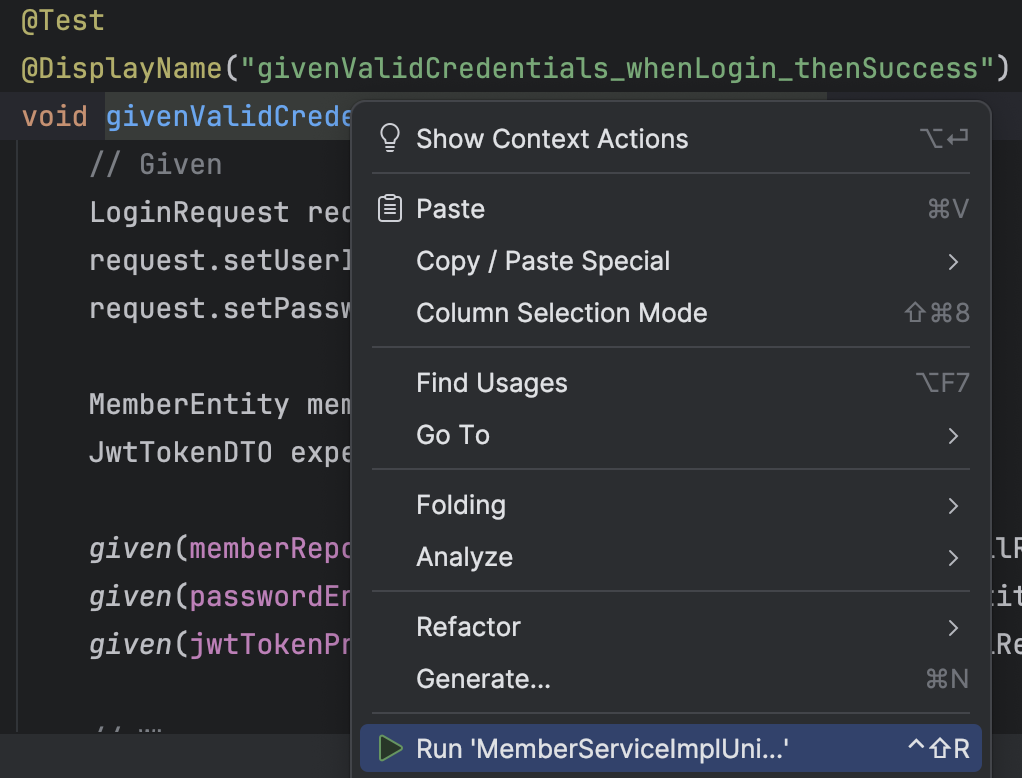 @Test
@DisplayName("givenValidCredentials_whenLogin_thenSuccess")
void givenValidCrede
// Given
LoginRequest req
request.setUserI
request.setPassw
MemberEntity mem
JwtTokenDTO expe
given(memberRepo
given(passwordEn
given(jwtTokenPr
Show Context Actions ⌥↩
Paste ⌘V
Copy / Paste Special
Column Selection Mode ⇧⌘8
Find Usages ⌥F7
Go To
Folding
Analyze
Refactor
Generate... ⌘N
Run 'MemberServiceImplUni...' ^⇧R